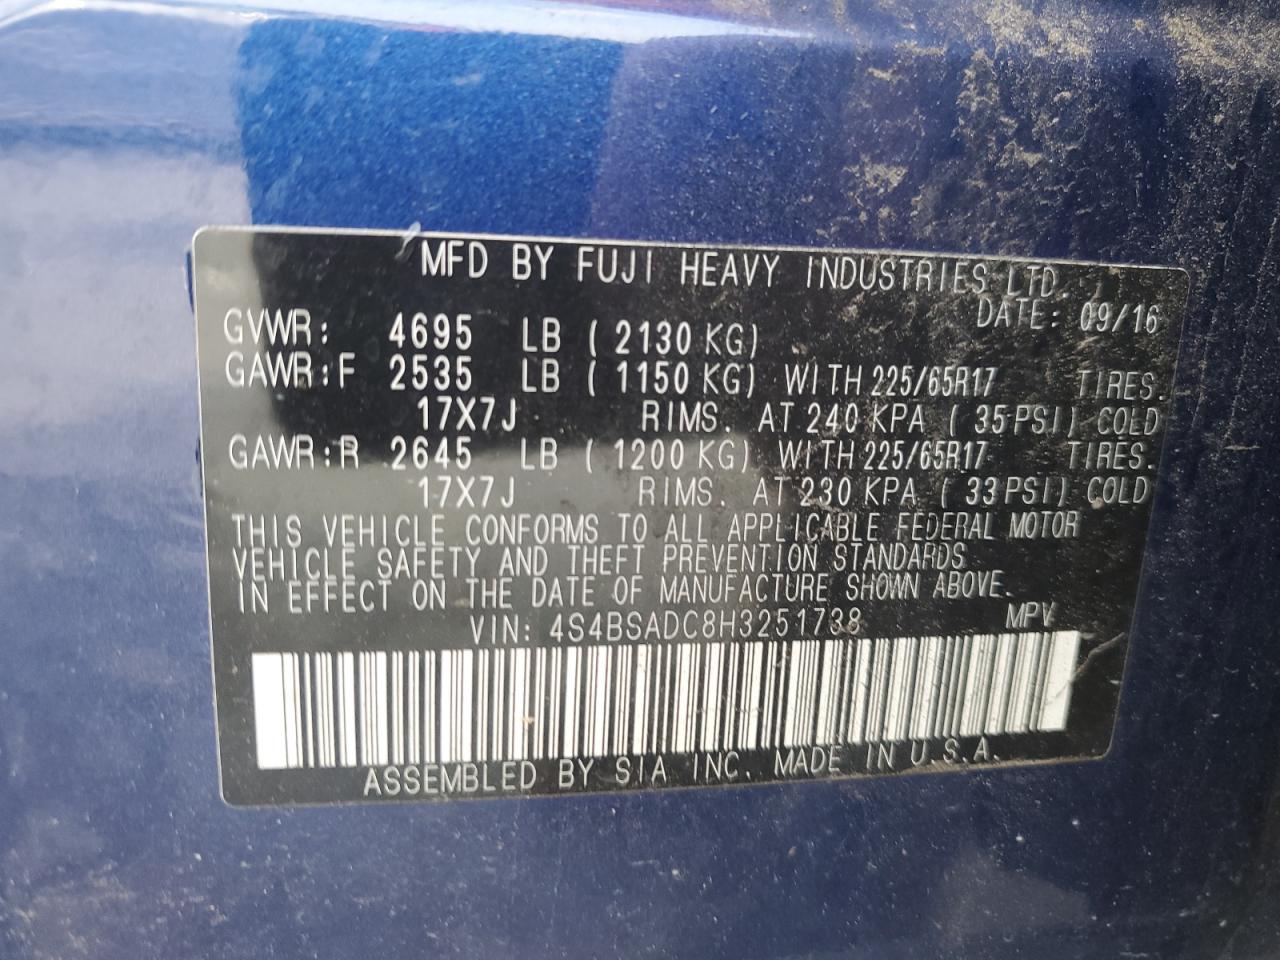 MFD BY FUJI HEAVY INDUSTRIES LTD.
DATE: 09/16
GVWR: 4695 LB ( 2130 KG)
GAWR:F 2535 LB ( 1150 KG) WITH 225/65R17 TIRES.
17X7J RIMS. AT 240 KPA ( 35 PSI) COLD
GAWR:R 2645 LB ( 1200 KG) WITH 225/65R17 TIRES.
17X7J RIMS. AT 230 KPA ( 33 PSI) COLD
THIS VEHICLE CONFORMS TO ALL APPLICABLE FEDERAL MOTOR
VEHICLE SAFETY AND THEFT PREVENTION STANDARDS
IN EFFECT ON THE DATE OF MANUFACTURE SHOWN ABOVE.
VIN: 4S4BSADC8H3251738 MPV
ASSEMBLED BY SIA INC. MADE IN U.S.A.